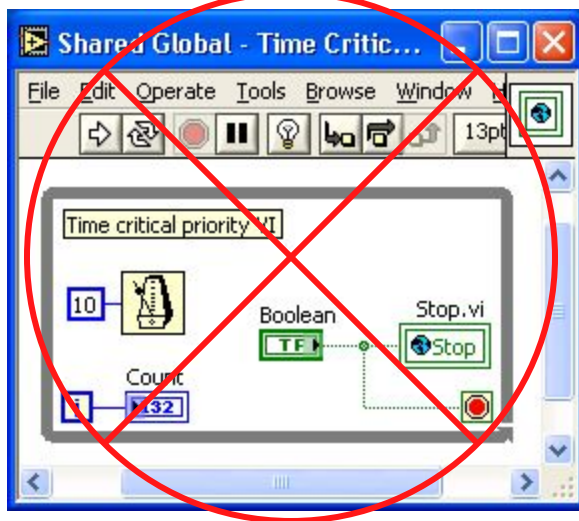 Shared Global - Time Critic...
File Edit Operate Tools Browse Window
13pt
Time critical priority VI
10
Boolean
Stop.vi
TF
Stop
Count
i
I32